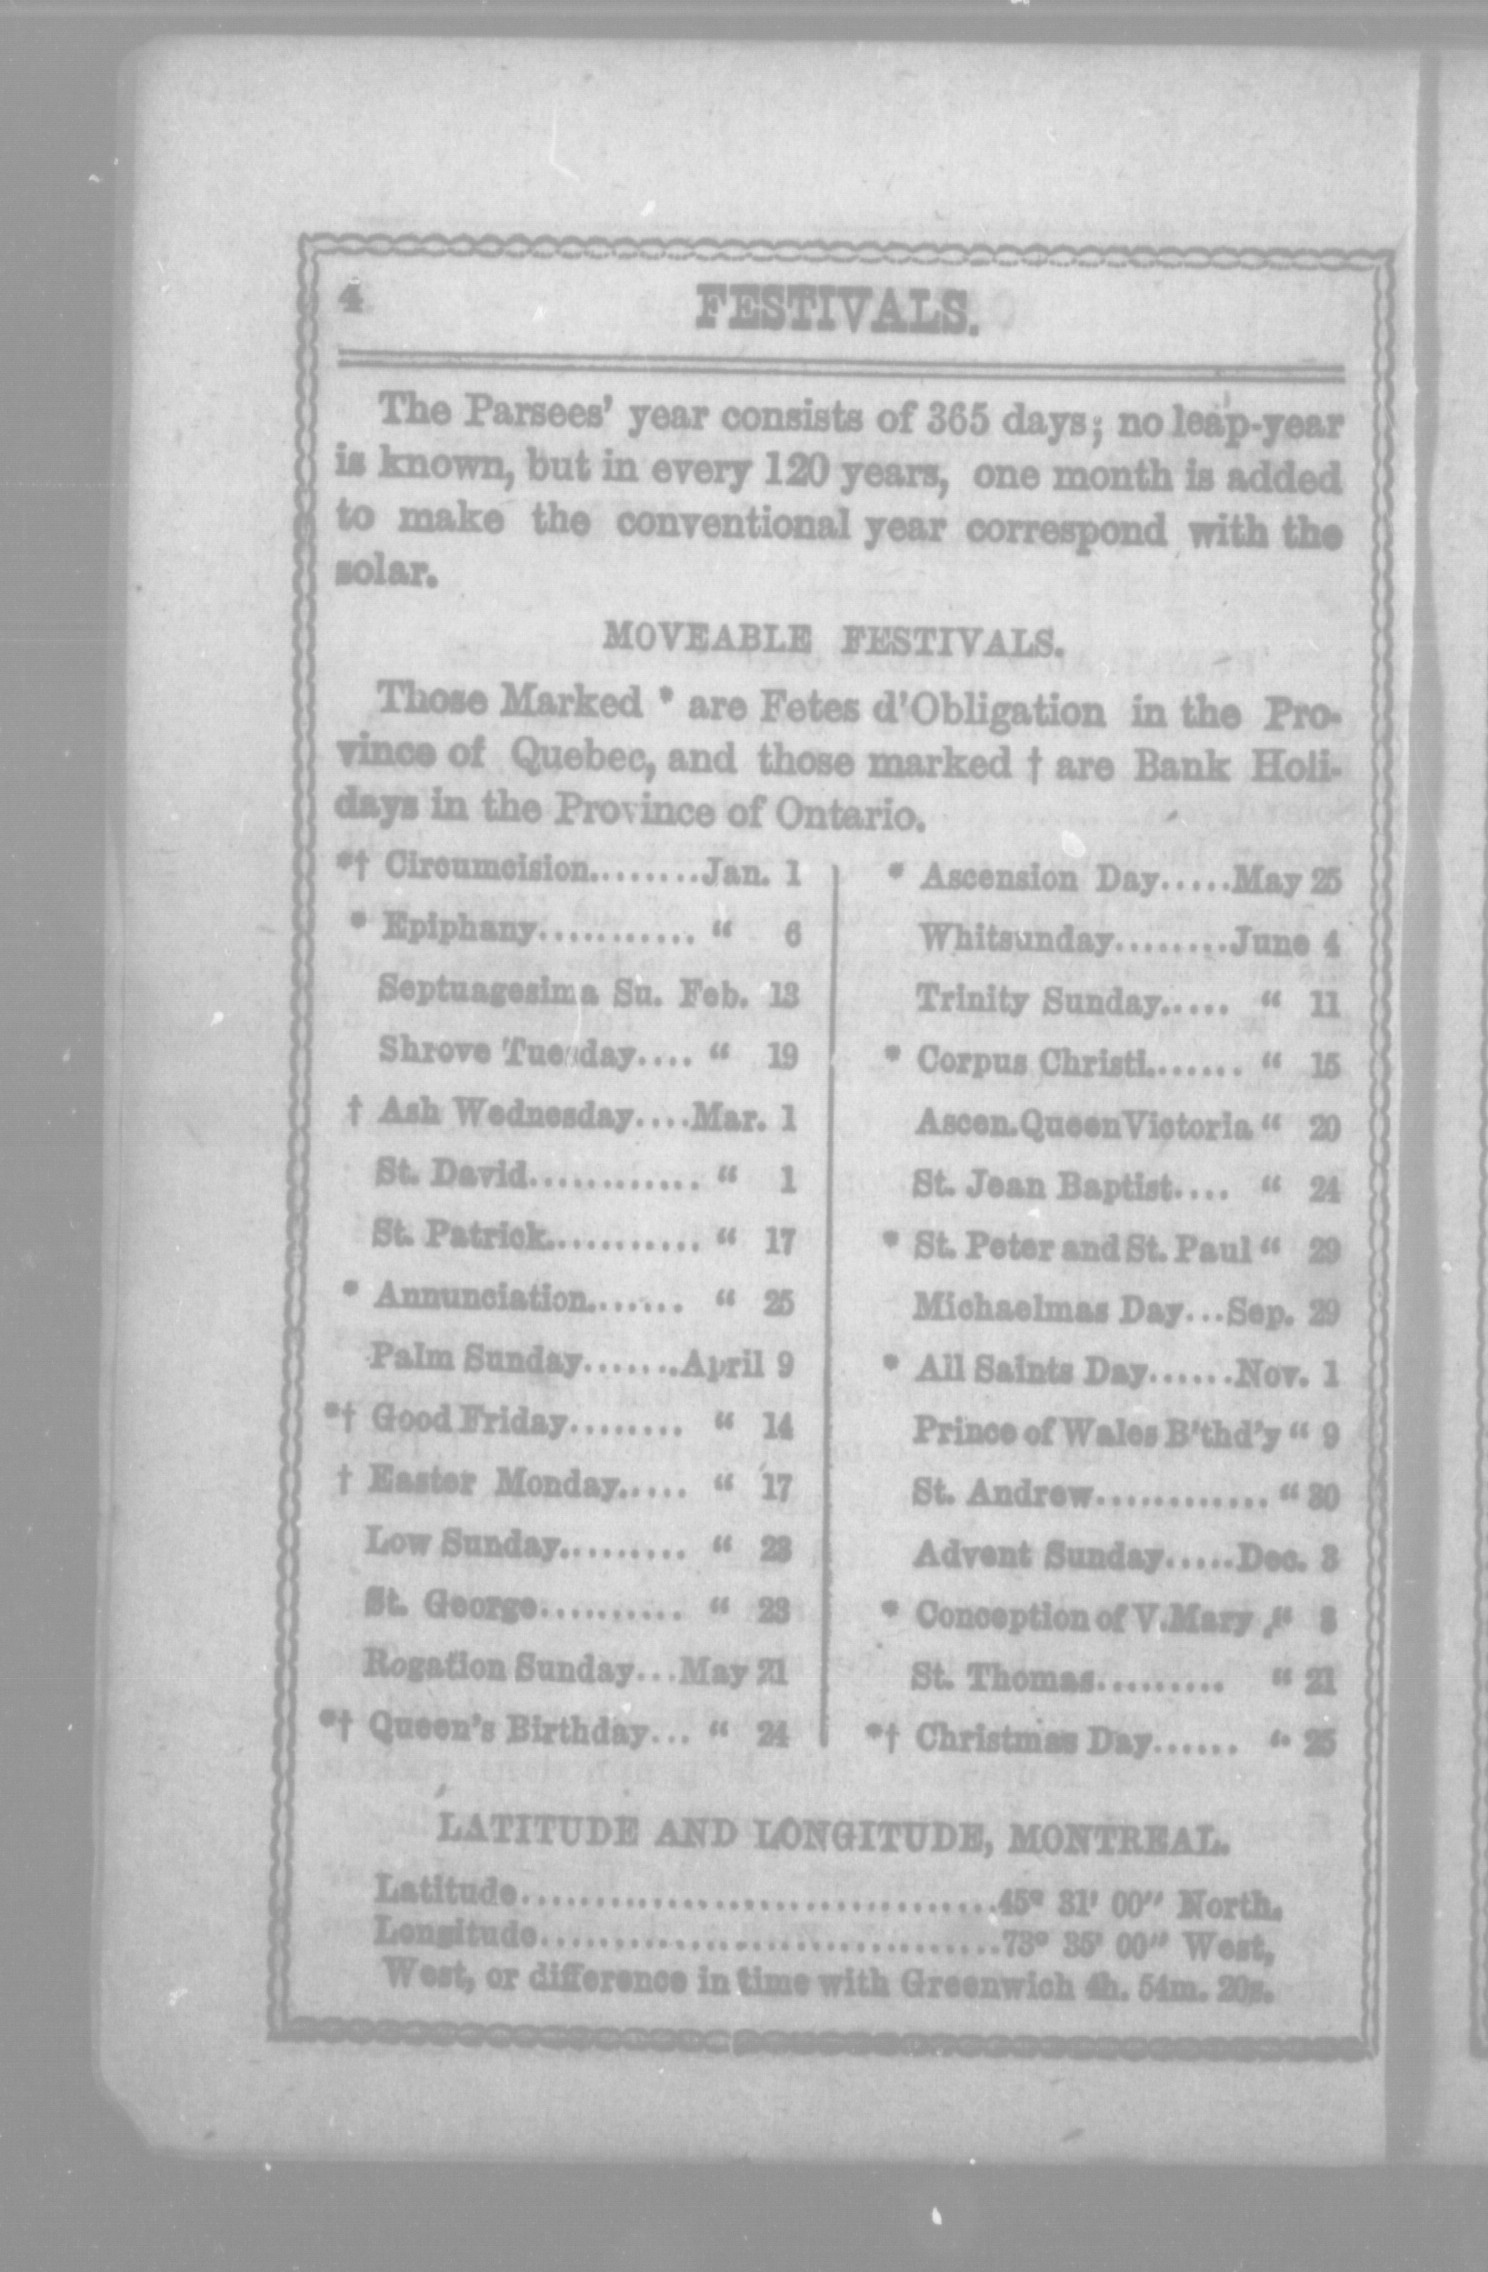 4
FESTIVALS.
The Parsees' year consists of 365 days; no leap-year
is known, but in every 120 years, one month is added
to make the conventional year correspond with the
solar.
MOVEABLE FESTIVALS.
Those Marked * are Fetes d'Obligation in the Pro-
vince of Quebec, and those marked † are Bank Holi-
days in the Province of Ontario.
*† Circumcision........Jan. 1
* Epiphany........... “ 6
Septuagesima Su. Feb. 13
Shrove Tuesday.... “ 19
† Ash Wednesday....Mar. 1
St. David............ “ 1
St. Patrick........... “ 17
* Annunciation....... “ 25
Palm Sunday.......April 9
*† Good Friday........ “ 14
† Easter Monday..... “ 17
Low Sunday......... “ 23
St. George.......... “ 23
Rogation Sunday...May 21
*† Queen's Birthday... “ 24
* Ascension Day.....May 25
Whitsunday........June 4
Trinity Sunday..... “ 11
* Corpus Christi....... “ 15
Ascen. Queen Victoria “ 20
St. Jean Baptist.... “ 24
* St. Peter and St. Paul “ 29
Michaelmas Day...Sep. 29
* All Saints Day......Nov. 1
Prince of Wales B'thd'y “ 9
St. Andrew............. “ 30
Advent Sunday.....Dec. 3
* Conception of V. Mary “ 8
St. Thomas......... “ 21
*† Christmas Day...... “ 25
LATITUDE AND LONGITUDE, MONTREAL.
Latitude.................................45° 31' 00" North.
Longitude................................73° 35' 00" West,
West, or difference in time with Greenwich 4h. 54m. 20s.